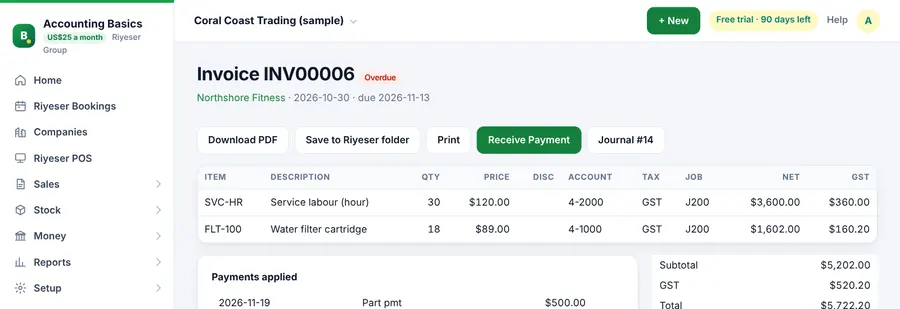 Accounting Basics
US$25 a month Riyeser Group
Home
Riyeser Bookings
Companies
Riyeser POS
Sales
Stock
Money
Reports
Setup
Coral Coast Trading (sample)
+ New
Free trial · 90 days left
Help
A
Invoice INV00006 Overdue
Northshore Fitness · 2026-10-30 · due 2026-11-13
Download PDF
Save to Riyeser folder
Print
Receive Payment
Journal #14
ITEM DESCRIPTION QTY PRICE DISC ACCOUNT TAX JOB NET GST
SVC-HR Service labour (hour) 30 $120.00 4-2000 GST J200 $3,600.00 $360.00
FLT-100 Water filter cartridge 18 $89.00 4-1000 GST J200 $1,602.00 $160.20
Payments applied
2026-11-19 Part pmt $500.00
Subtotal $5,202.00
GST $520.20
Total $5,722.20